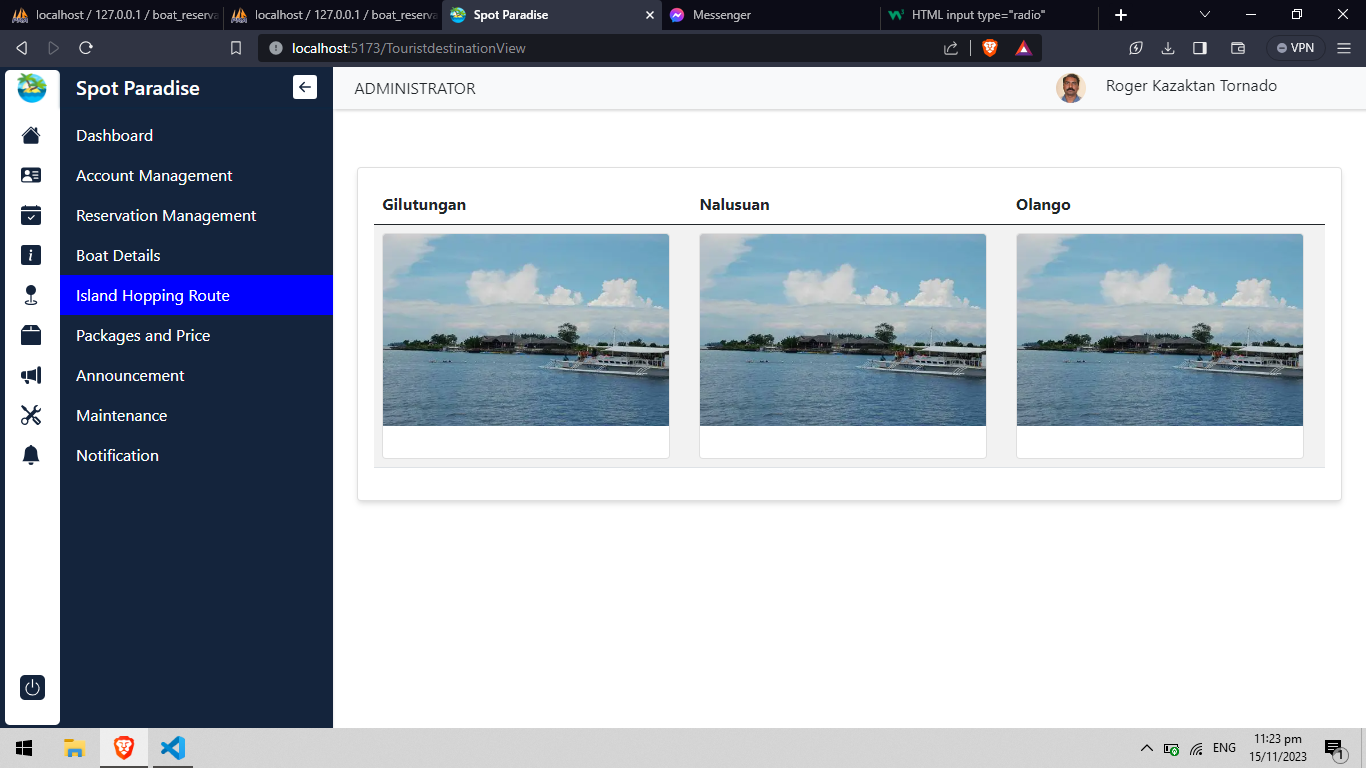 localhost / 127.0.0.1 / boat_reserva
localhost / 127.0.0.1 / boat_reserva
Spot Paradise
Messenger
HTML input type="radio"
localhost:5173/TouristdestinationView
VPN
Spot Paradise
ADMINISTRATOR
Roger Kazaktan Tornado
Dashboard
Account Management
Reservation Management
Boat Details
Island Hopping Route
Packages and Price
Announcement
Maintenance
Notification
Gilutungan
Nalusuan
Olango
ENG
11:23 pm
15/11/2023
1